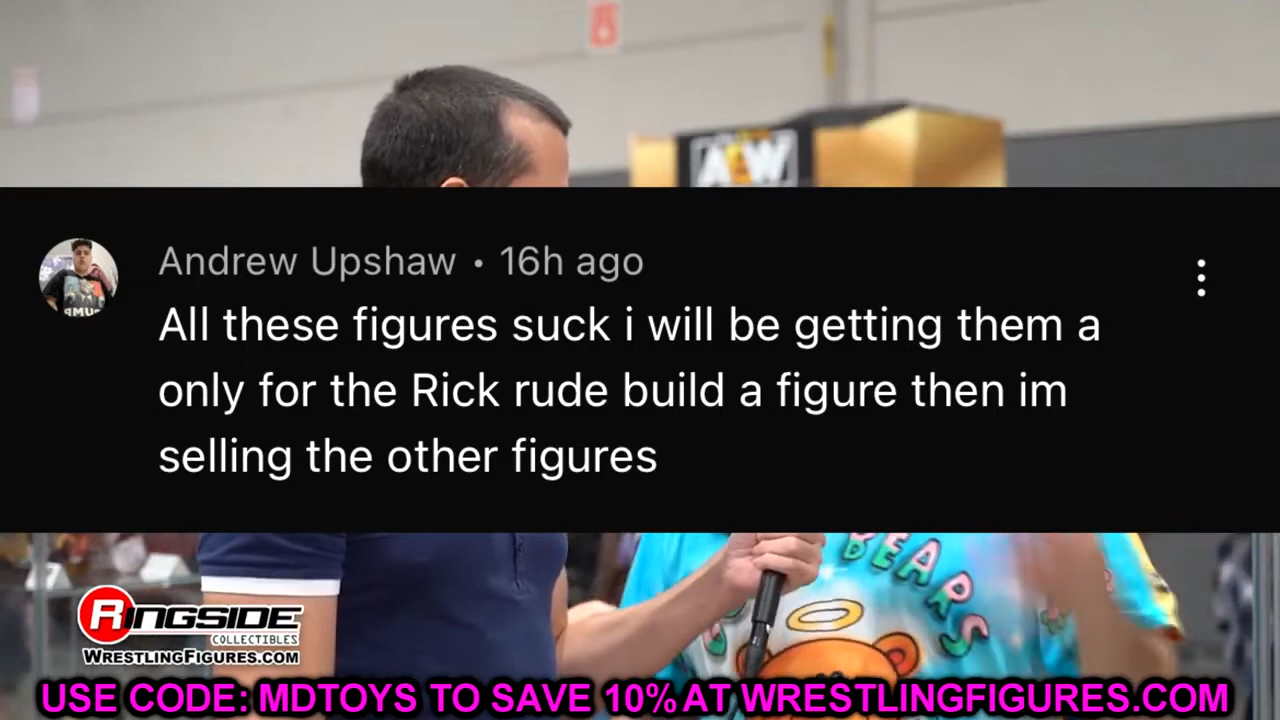 AEW
Andrew Upshaw • 16h ago
All these figures suck i will be getting them a
only for the Rick rude build a figure then im
selling the other figures
BEARS
RINGSIDE
COLLECTIBLES
WRESTLINGFIGURES.COM
USE CODE: MDTOYS TO SAVE 10% AT WRESTLINGFIGURES.COM